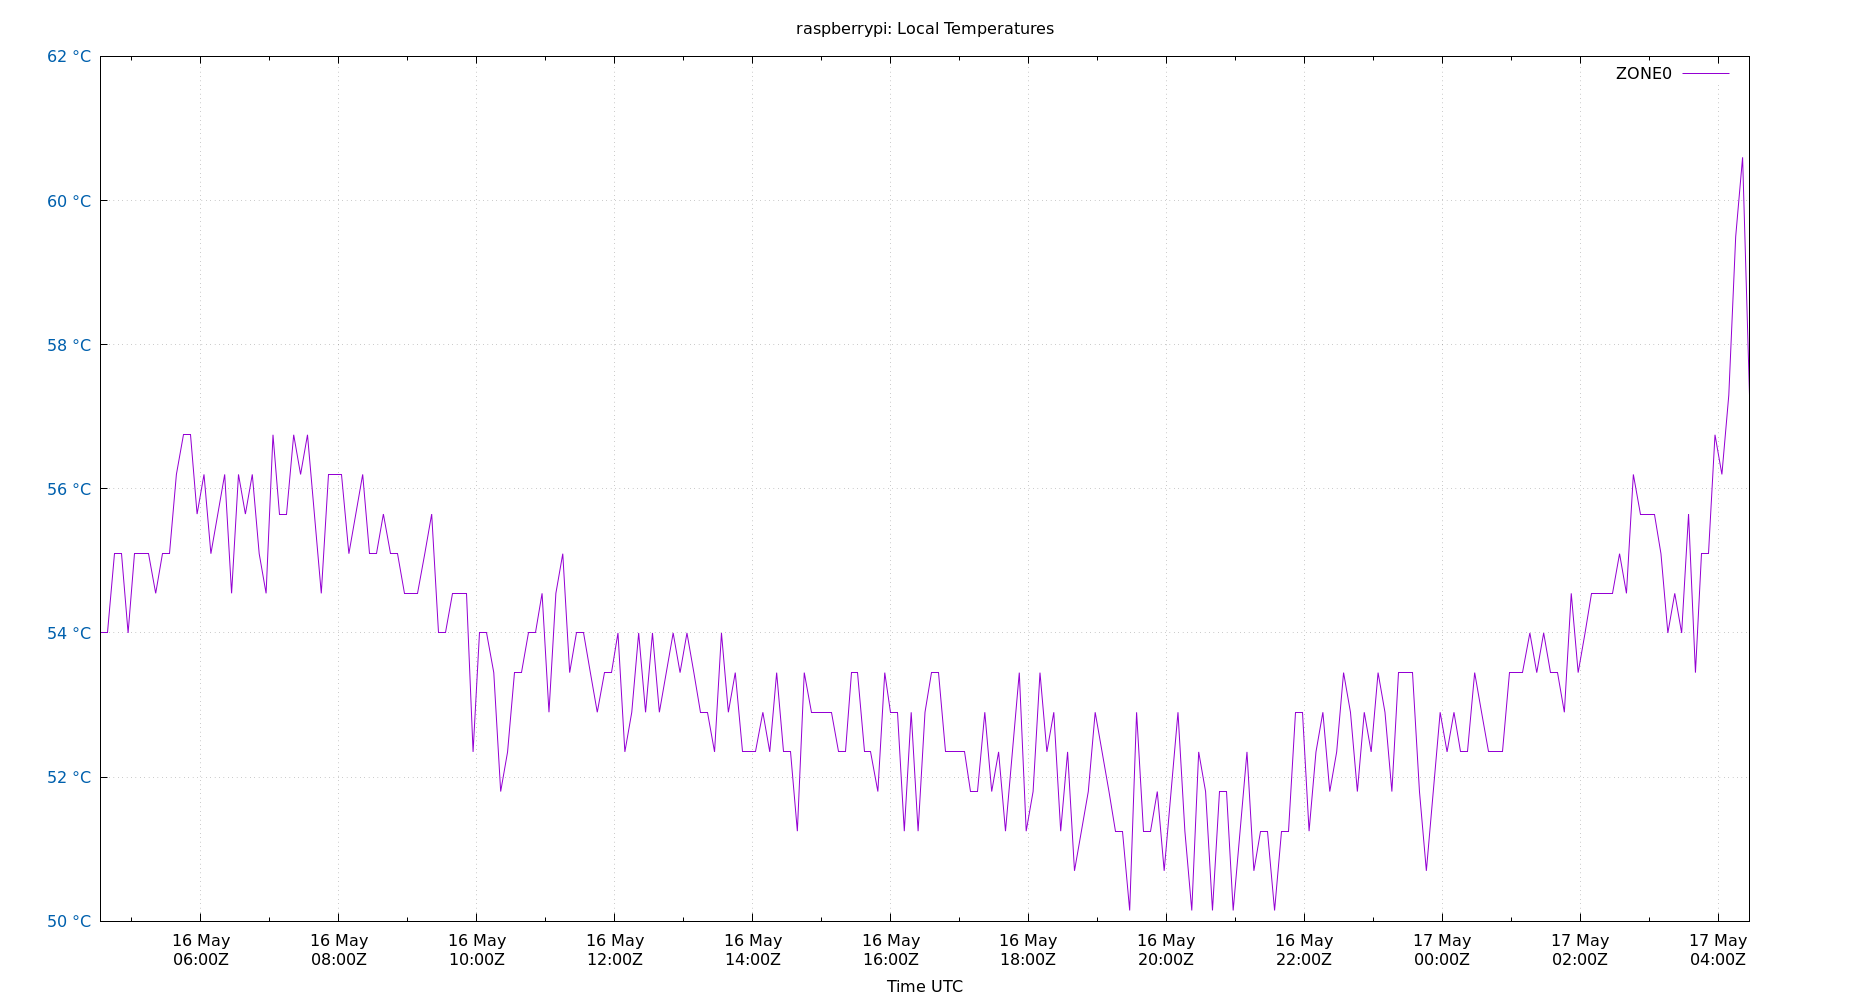 raspberrypi: Local Temperatures
62 °C
ZONE0
60 °C
58 °C
56 °C
54 °C
52 °C
50 °C
16 May 16 May 16 May 16 May 16 May 16 May 16 May 16 May 16 May 17 May 17 May 17 May
06:00Z 08:00Z 10:00Z 12:00Z 14:00Z 16:00Z 18:00Z 20:00Z 22:00Z 00:00Z 02:00Z 04:00Z
Time UTC